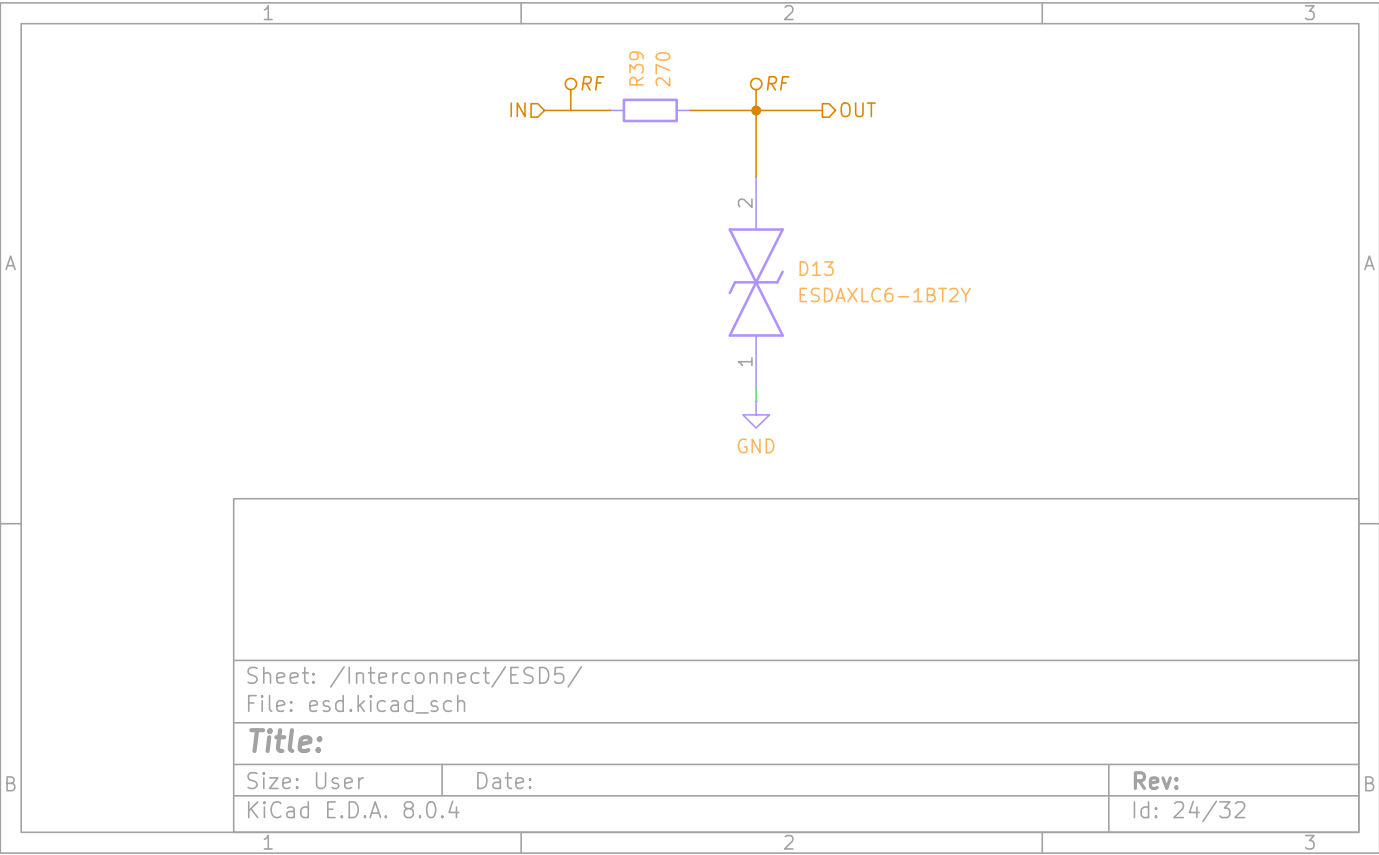 1 2 3
R39
270
RF
RF
IN
OUT
2
A
A
D13
ESDAXLC6-1BT2Y
1
GND
Sheet: /Interconnect/ESD5/
File: esd.kicad_sch
Title:
Size: User Date: Rev:
B
B
KiCad E.D.A. 8.0.4 Id: 24/32
1 2 3